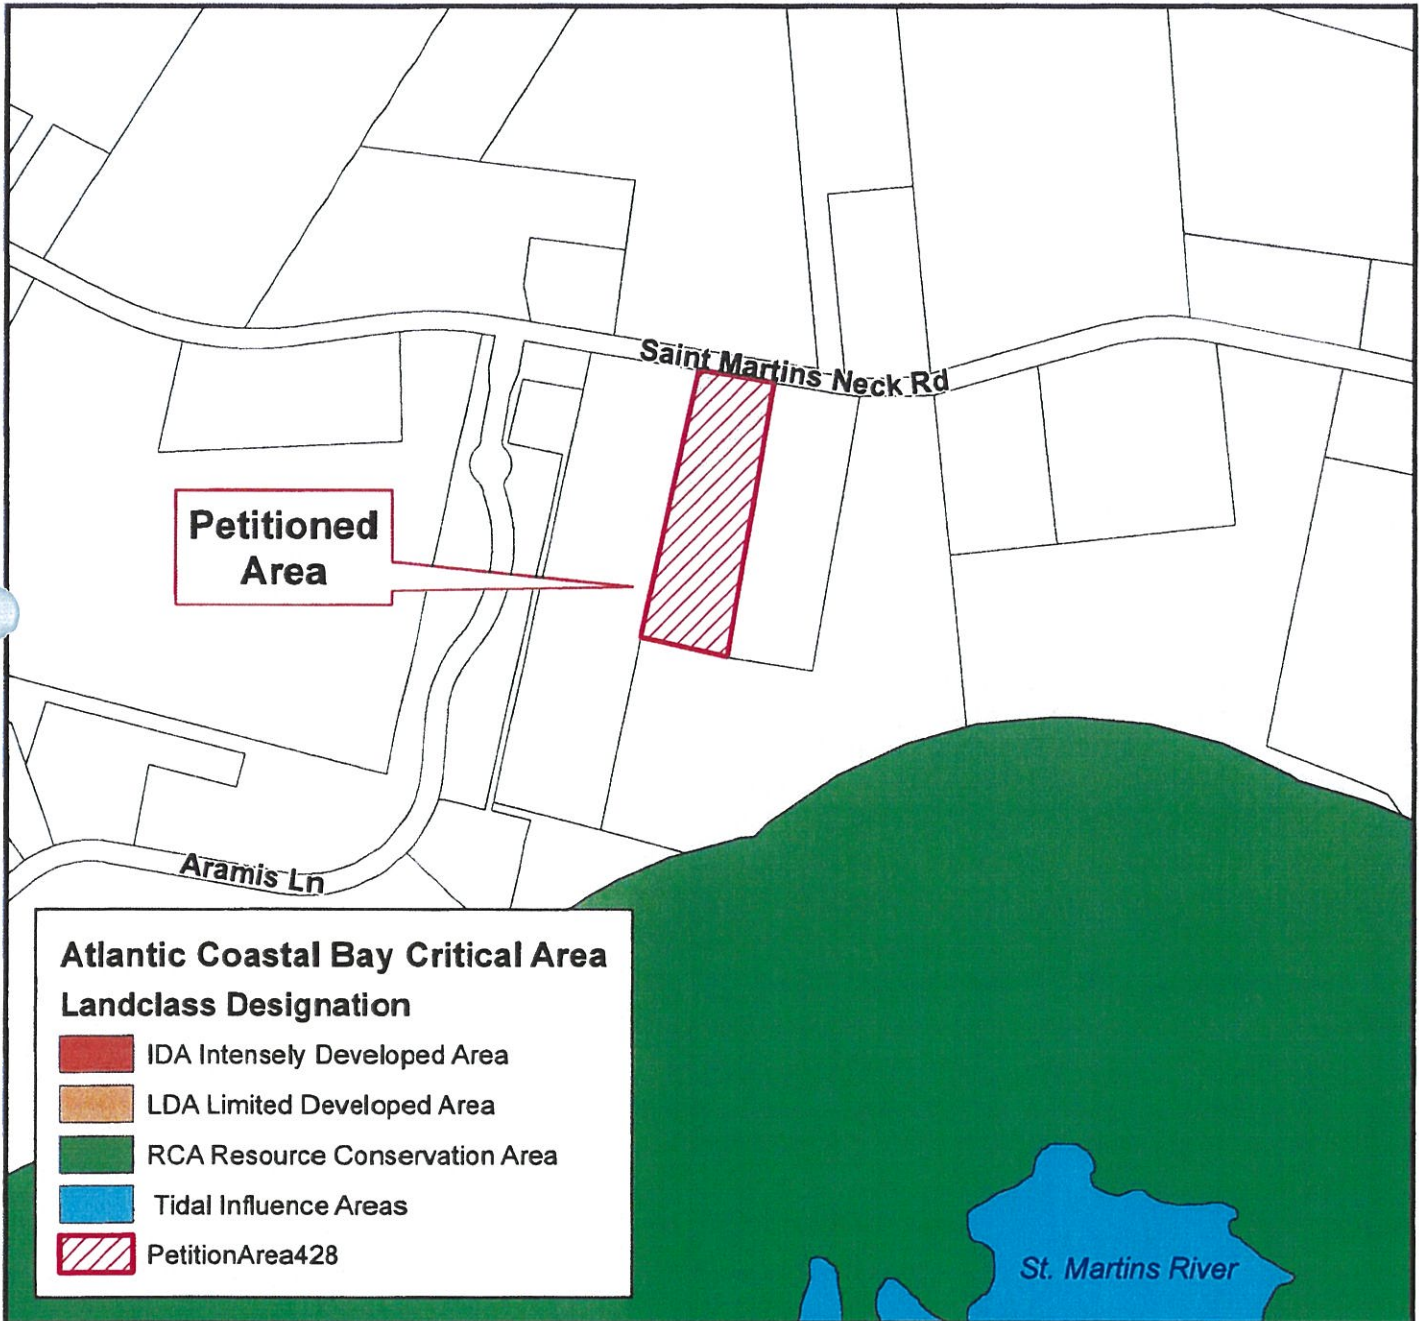 Saint Martins Neck Rd
Petitioned
Area
Aramis Ln
Atlantic Coastal Bay Critical Area
Landclass Designation
IDA Intensely Developed Area
LDA Limited Developed Area
RCA Resource Conservation Area
Tidal Influence Areas
PetitionArea428
St. Martins River